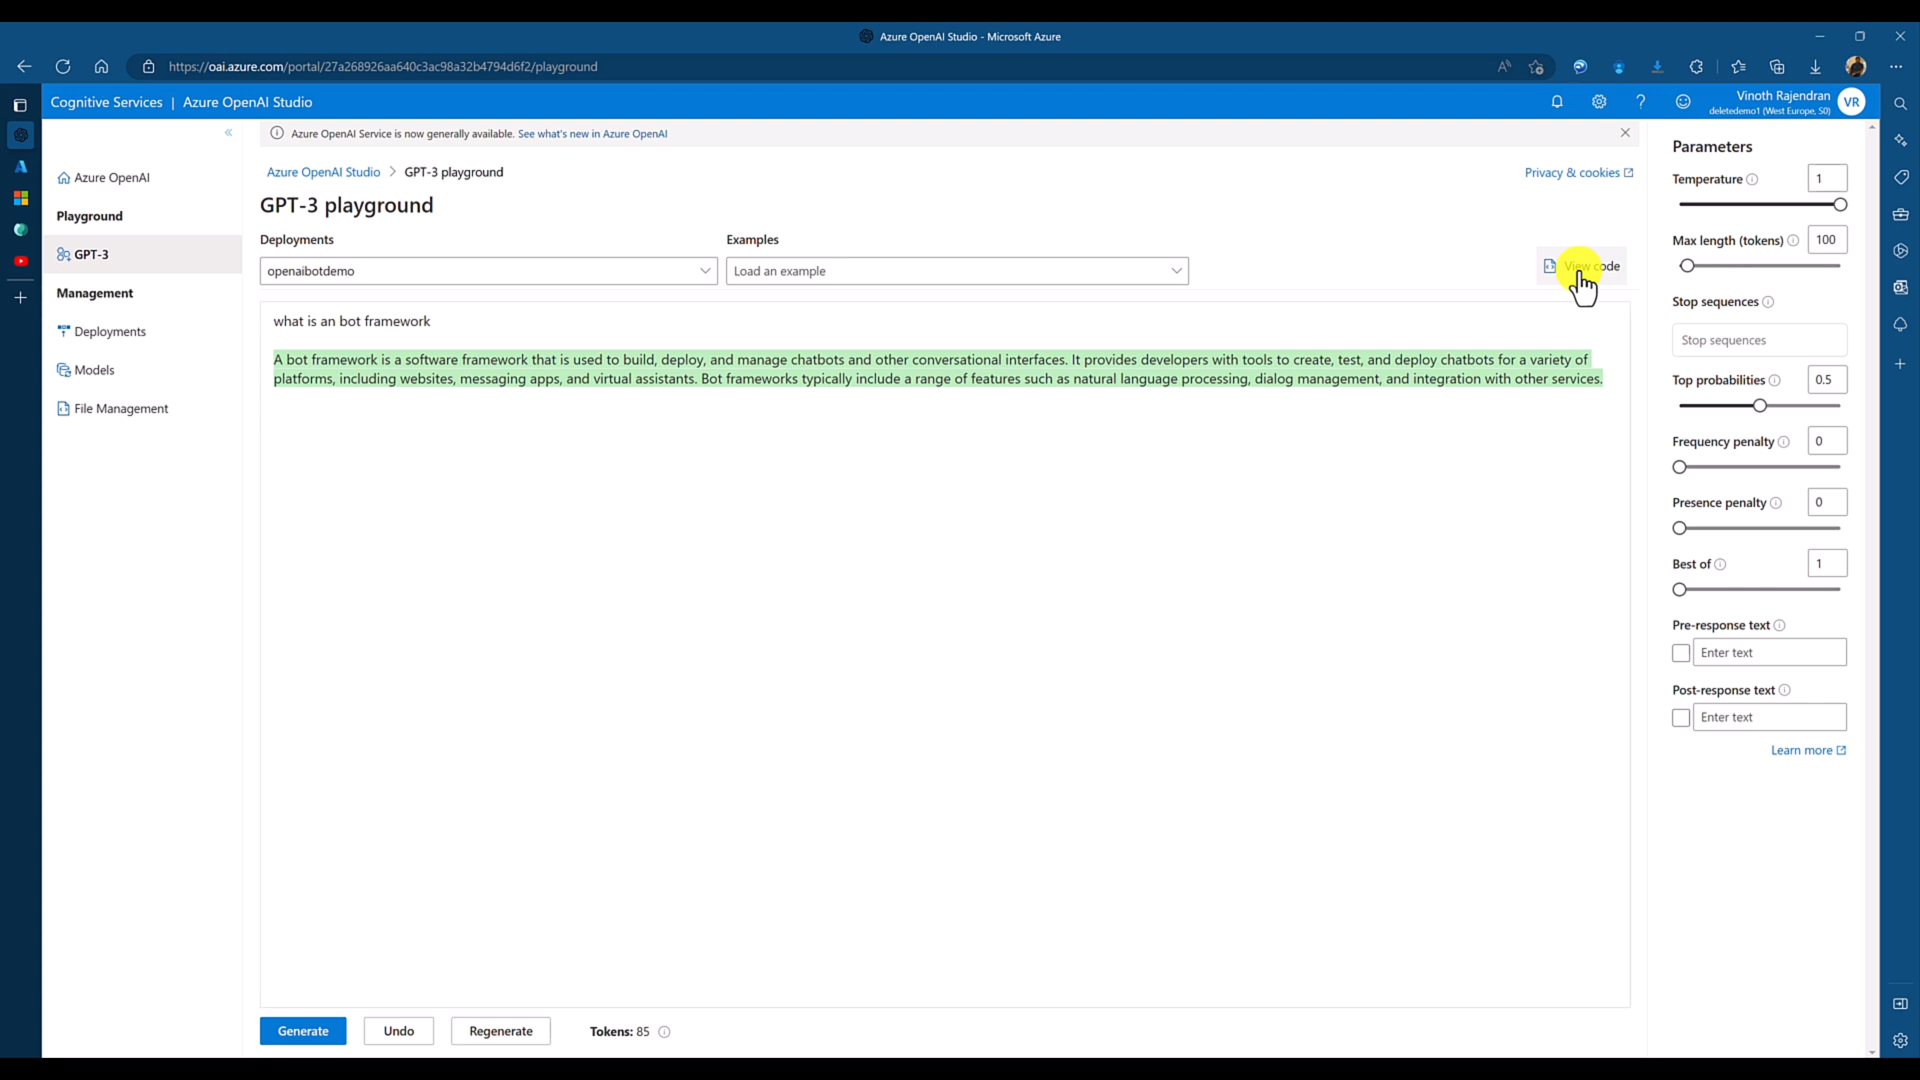 Azure OpenAI Studio - Microsoft Azure
https://oai.azure.com/portal/27a268926aa640c3ac98a32b4794d6f2/playground
Cognitive Services | Azure OpenAI Studio
Vinoth Rajendran
deletedemo1 (West Europe, S0)
VR
Azure OpenAI Service is now generally available. See what's new in Azure OpenAI
Azure OpenAI
Playground
GPT-3
Management
Deployments
Models
File Management
Azure OpenAI Studio > GPT-3 playground
Privacy & cookies
GPT-3 playground
Deployments
Examples
openaibotdemo
Load an example
View code
what is an bot framework
A bot framework is a software framework that is used to build, deploy, and manage chatbots and other conversational interfaces. It provides developers with tools to create, test, and deploy chatbots for a variety of
platforms, including websites, messaging apps, and virtual assistants. Bot frameworks typically include a range of features such as natural language processing, dialog management, and integration with other services.
Generate
Undo
Regenerate
Tokens: 85
Parameters
Temperature
1
Max length (tokens)
100
Stop sequences
Stop sequences
Top probabilities
0.5
Frequency penalty
0
Presence penalty
0
Best of
1
Pre-response text
Enter text
Post-response text
Enter text
Learn more